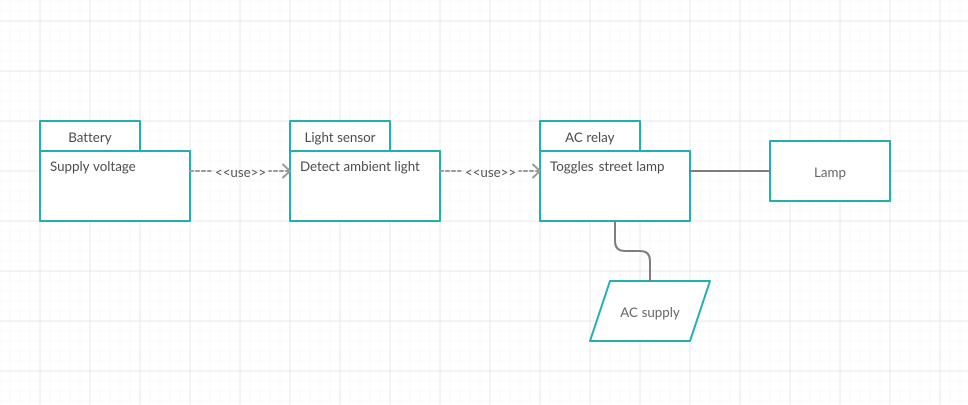 Battery
Supply voltage
<<use>>
Light sensor
Detect ambient light
<<use>>
AC relay
Toggles street lamp
Lamp
AC supply